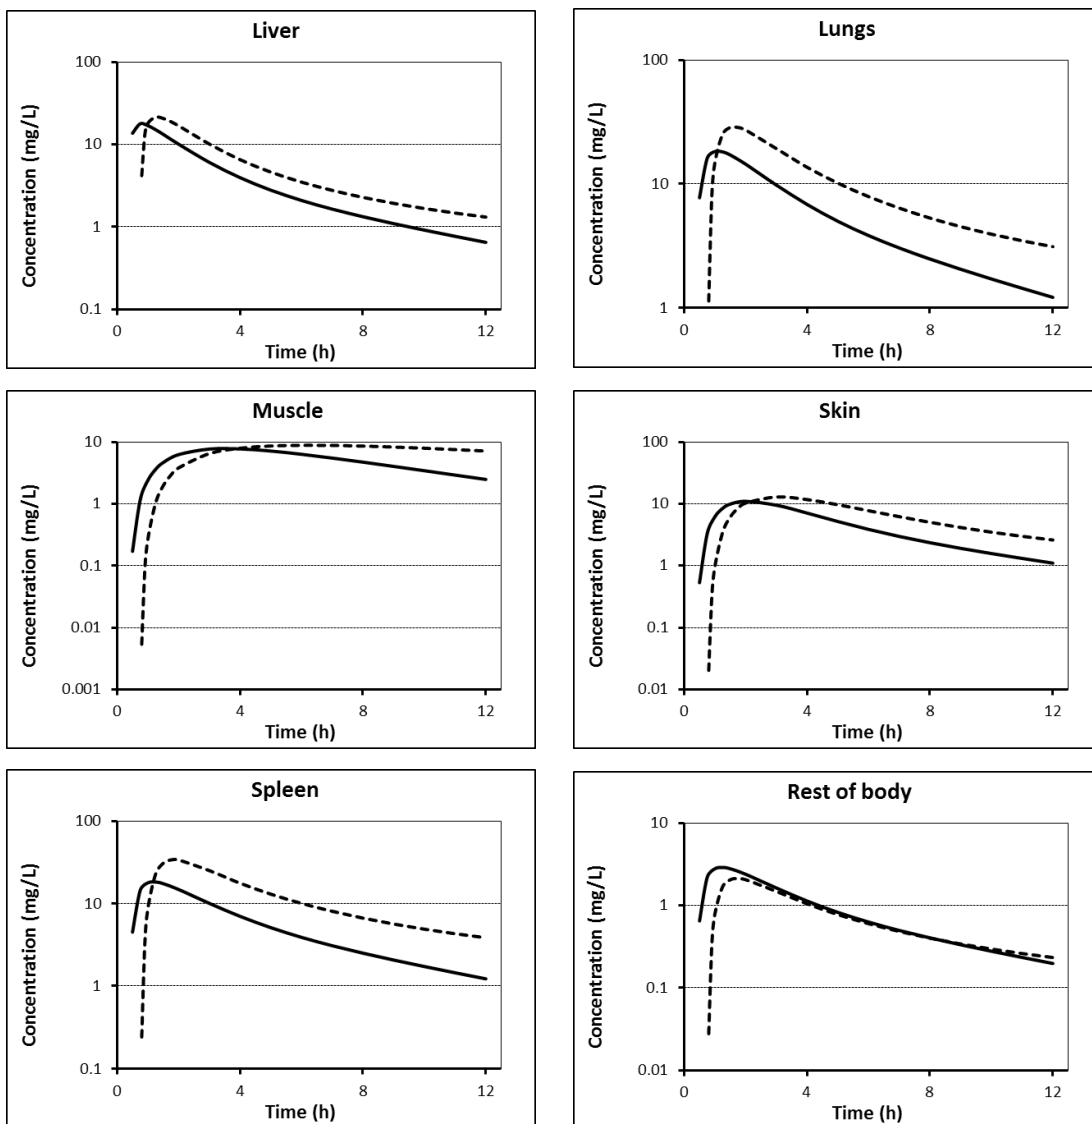 Liver
Concentration (mg/L)
100
10
1
0.1
0
4
8
12
Time (h)
Lungs
Concentration (mg/L)
100
10
1
0
4
8
12
Time (h)
Muscle
Concentration (mg/L)
10
1
0.1
0.01
0.001
0
4
8
12
Time (h)
Skin
Concentration (mg/L)
100
10
1
0.1
0.01
0
4
8
12
Time (h)
Spleen
Concentration (mg/L)
100
10
1
0.1
0
4
8
12
Time (h)
Rest of body
Concentration (mg/L)
10
1
0.1
0.01
0
4
8
12
Time (h)